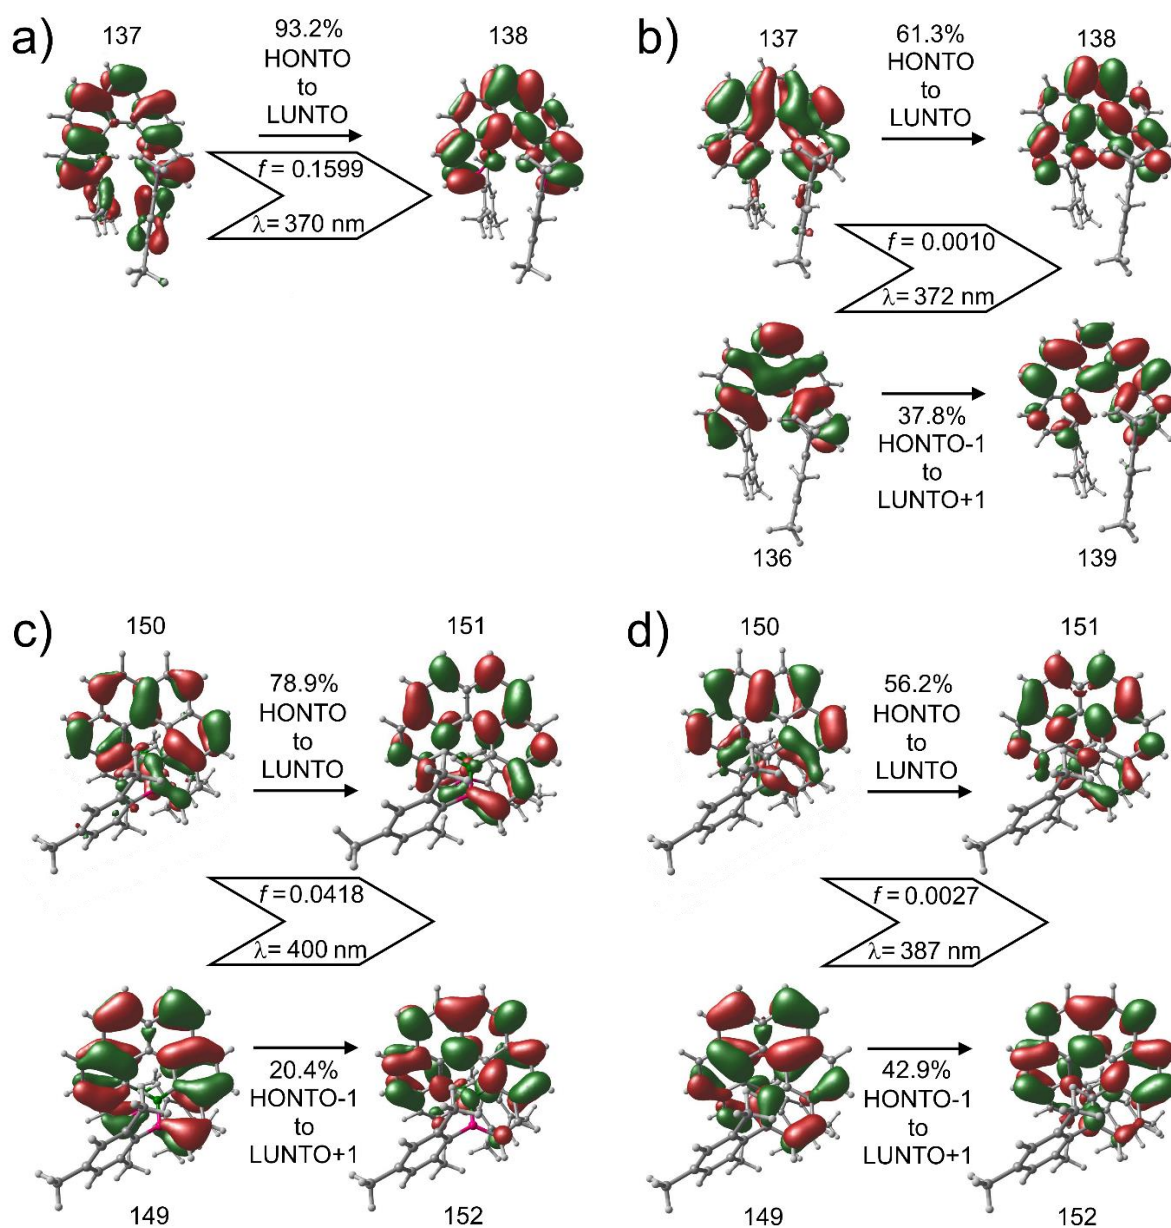 a)
137
93.2%
HONTO
to
LUNTO
138
f = 0.1599
λ= 370 nm
b)
137
61.3%
HONTO
to
LUNTO
138
f = 0.0010
λ= 372 nm
37.8%
HONTO-1
to
LUNTO+1
136
139
c)
150
78.9%
HONTO
to
LUNTO
151
f = 0.0418
λ= 400 nm
20.4%
HONTO-1
to
LUNTO+1
149
152
d)
150
56.2%
HONTO
to
LUNTO
151
f = 0.0027
λ= 387 nm
42.9%
HONTO-1
to
LUNTO+1
149
152